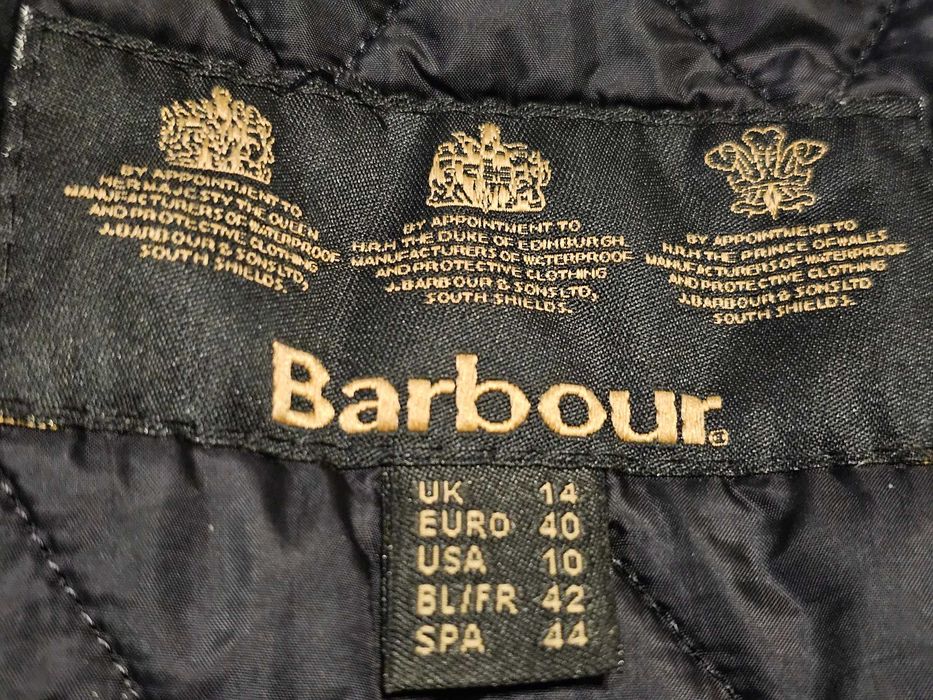 BY APPOINTMENT TO
HER MAJESTY THE QUEEN
MANUFACTURERS OF WATERPROOF
AND PROTECTIVE CLOTHING
J.BARBOUR & SONS LTD,
SOUTH SHIELDS.
BY APPOINTMENT TO
H.R.H THE DUKE OF EDINBURGH.
MANUFACTURERS OF WATERPROOF
AND PROTECTIVE CLOTHING
J.BARBOUR & SONS LTD,
SOUTH SHIELDS.
BY APPOINTMENT TO
H.R.H. THE PRINCE OF WALES
MANUFACTURERS OF WATERPROOF
AND PROTECTIVE CLOTHING
J.BARBOUR & SONS LTD.
SOUTH SHIELDS.
Barbour®
UK 14
EURO 40
USA 10
BL/FR 42
SPA 44